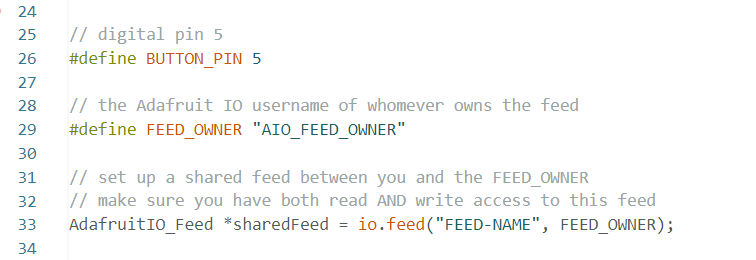 24
25 // digital pin 5
26 #define BUTTON_PIN 5
27
28 // the Adafruit IO username of whomever owns the feed
29 #define FEED_OWNER "AIO_FEED_OWNER"
30
31 // set up a shared feed between you and the FEED_OWNER
32 // make sure you have both read AND write access to this feed
33 AdafruitIO_Feed *sharedFeed = io.feed("FEED-NAME", FEED_OWNER);
34